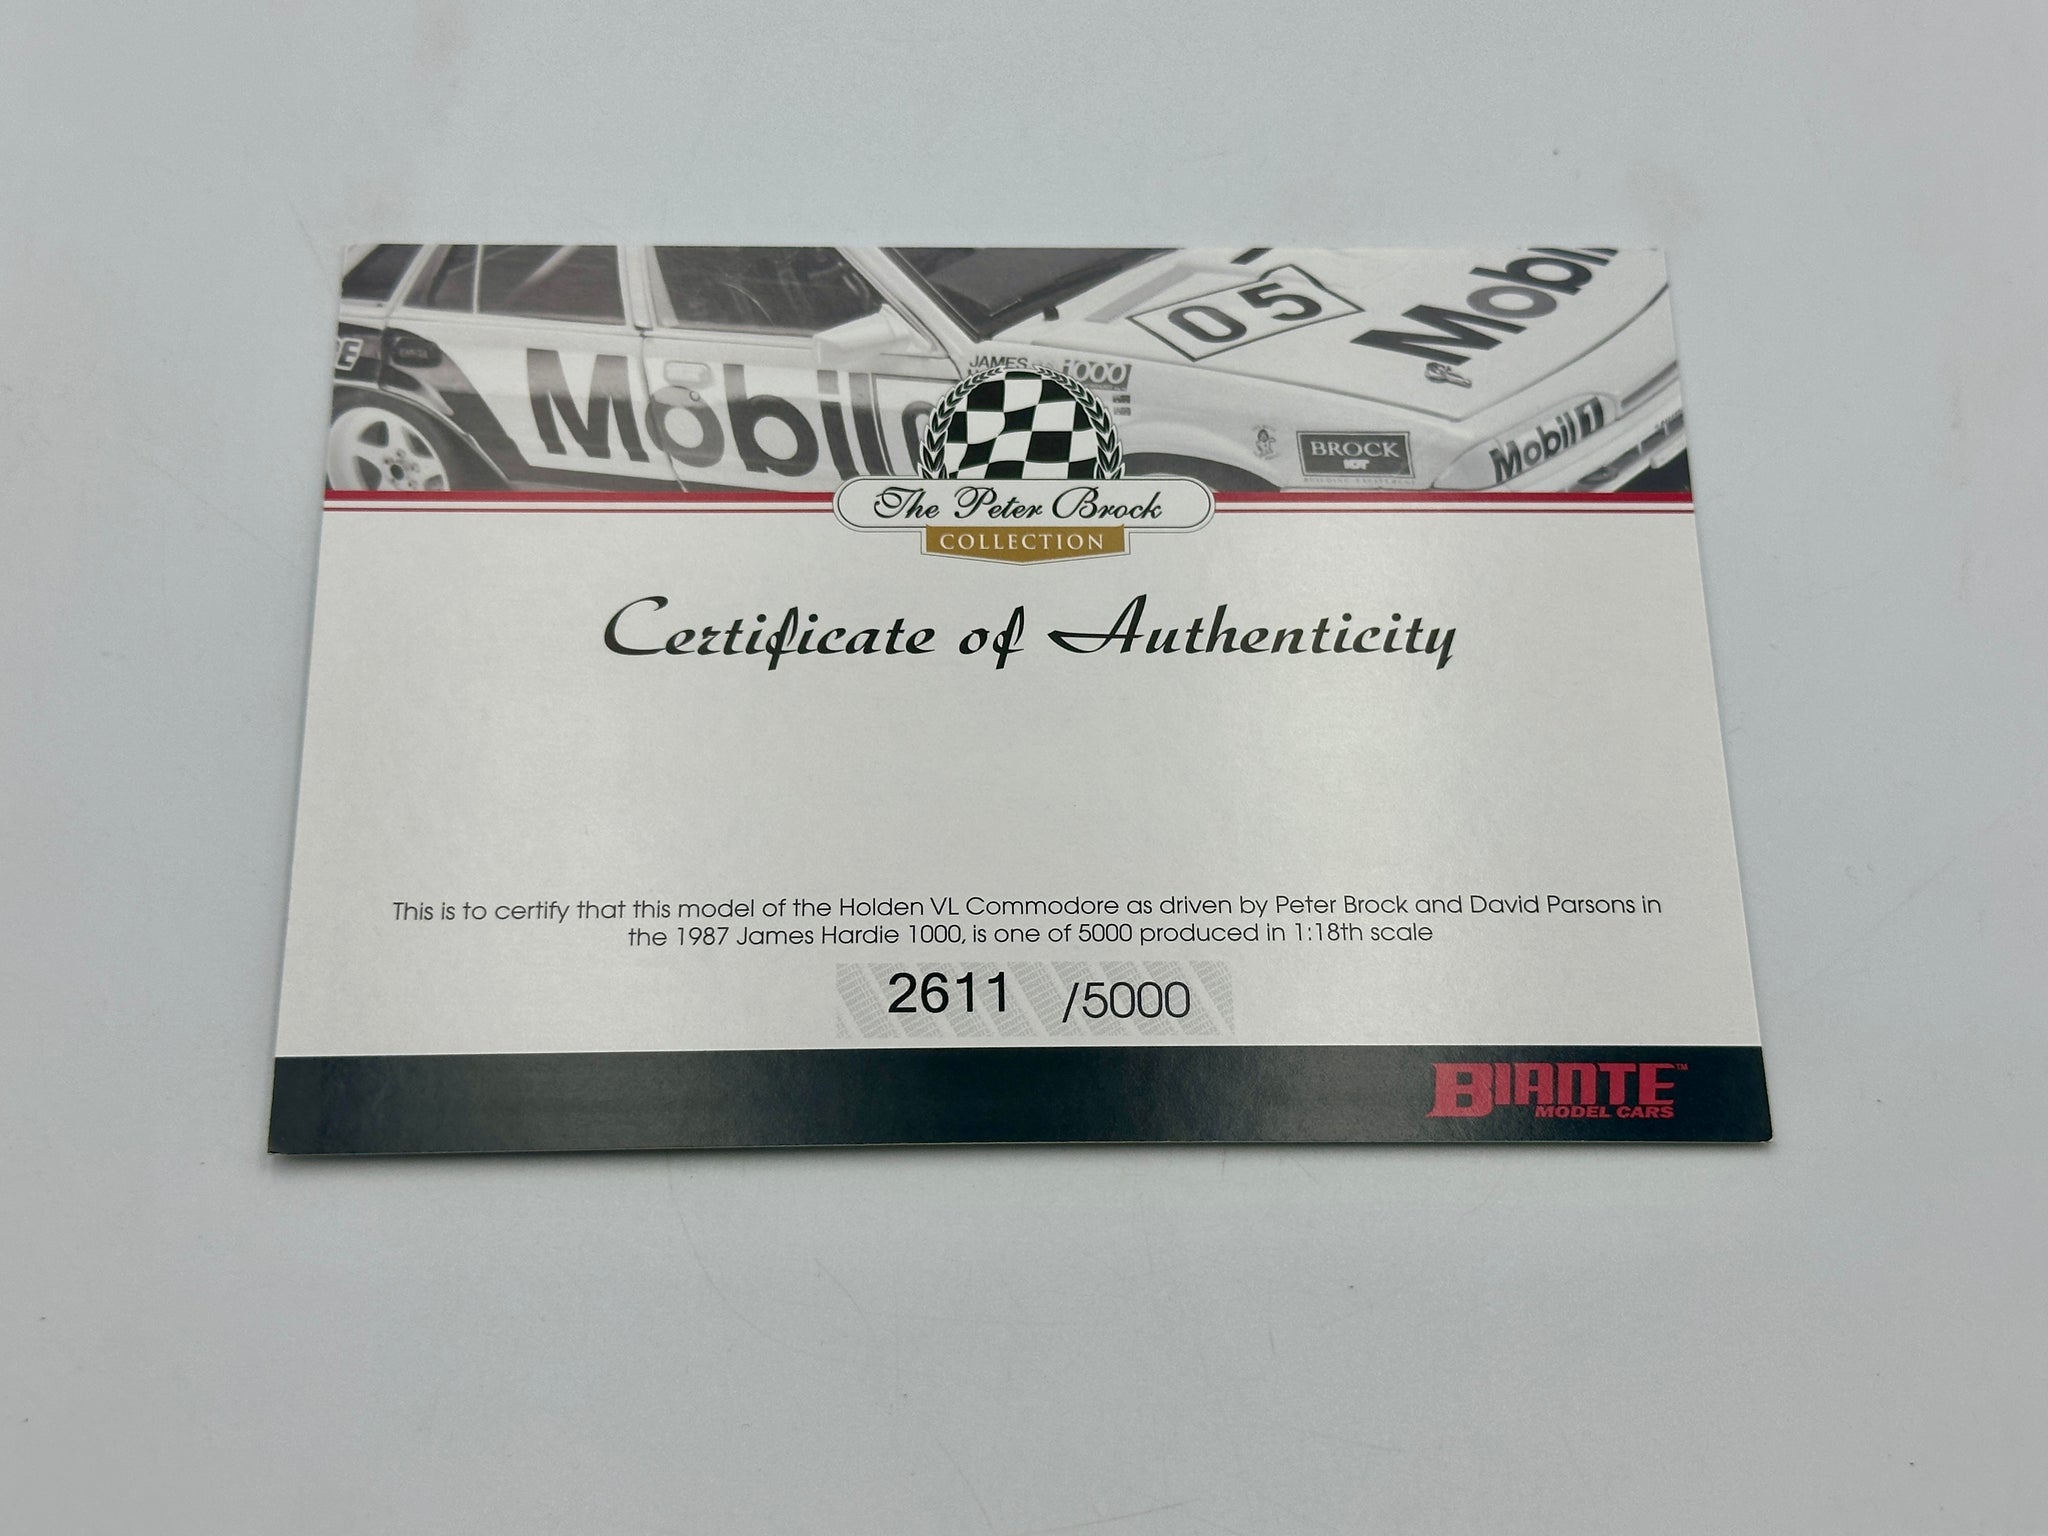 05
Mobil
JAMES 1000
Mobil
BROCK
Mobil 1
The Peter Brock
COLLECTION
Certificate of Authenticity
This is to certify that this model of the Holden VL Commodore as driven by Peter Brock and David Parsons in
the 1987 James Hardie 1000, is one of 5000 produced in 1:18th scale
2611 /5000
BIANTE™
MODEL CARS